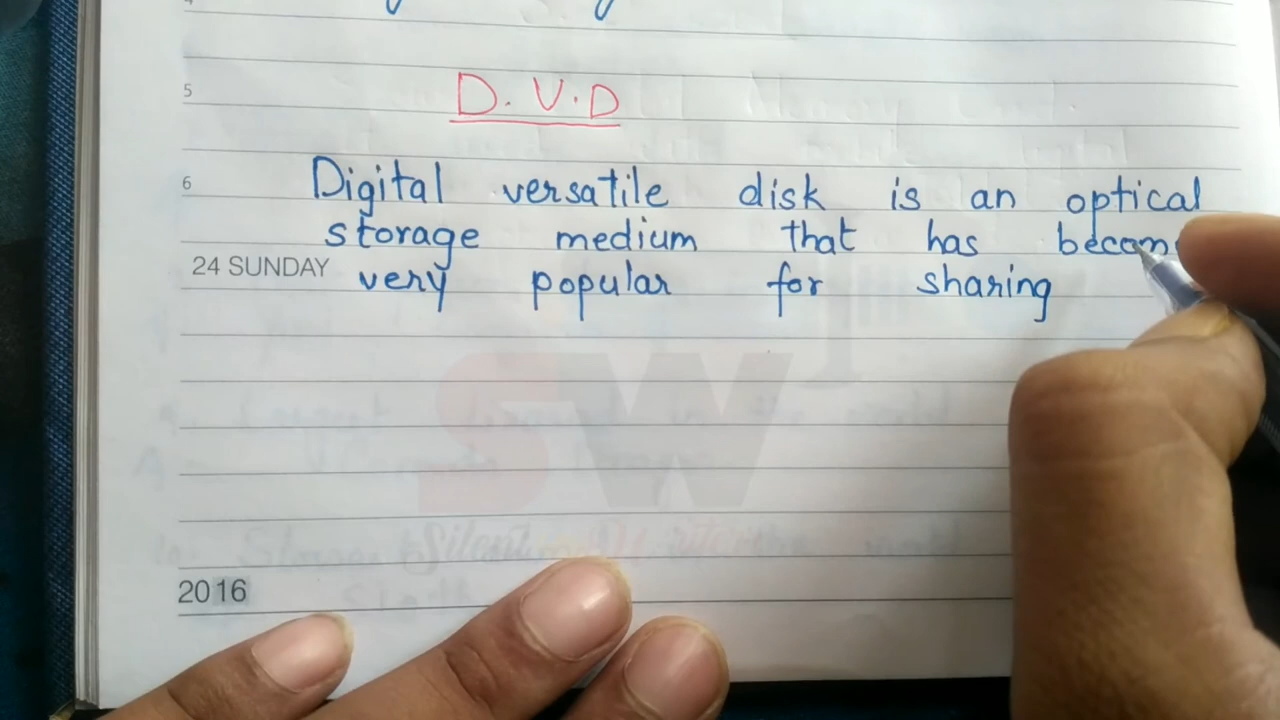 5
D.V.D
6
Digital versatile disk is an optical
storage medium that has
24 SUNDAY
very popular for sharing
SW
2016